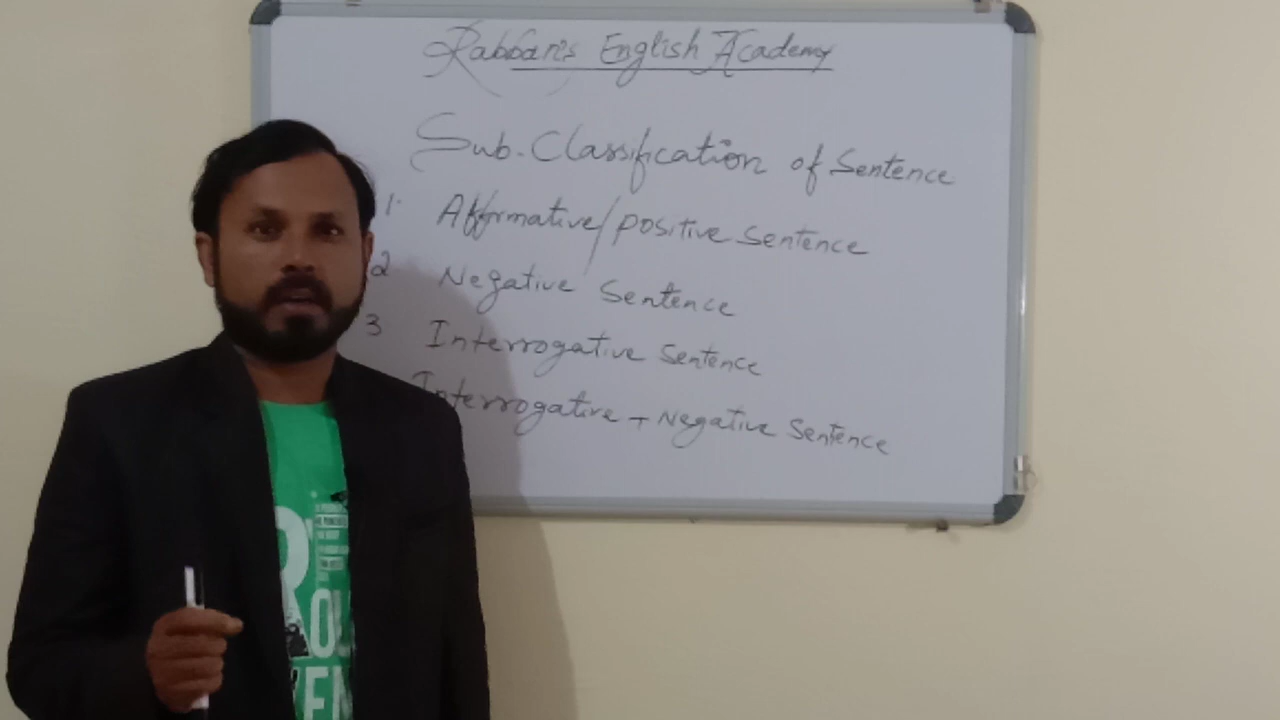 Rabbani's English Academy
Sub-Classification of Sentence
1. Affirmative/positive Sentence
2 Negative Sentence
3 Interrogative Sentence
Interrogative + Negative Sentence